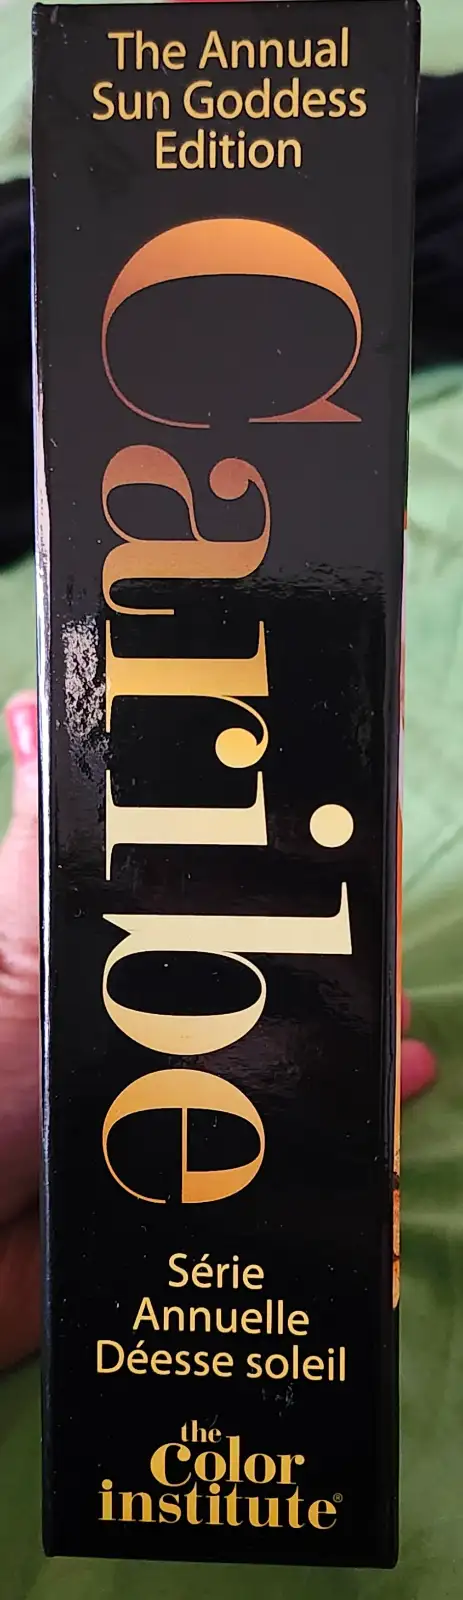 The Annual
Sun Goddess
Edition
Caribe
Série
Annuelle
Déesse soleil
the
Color
institute®